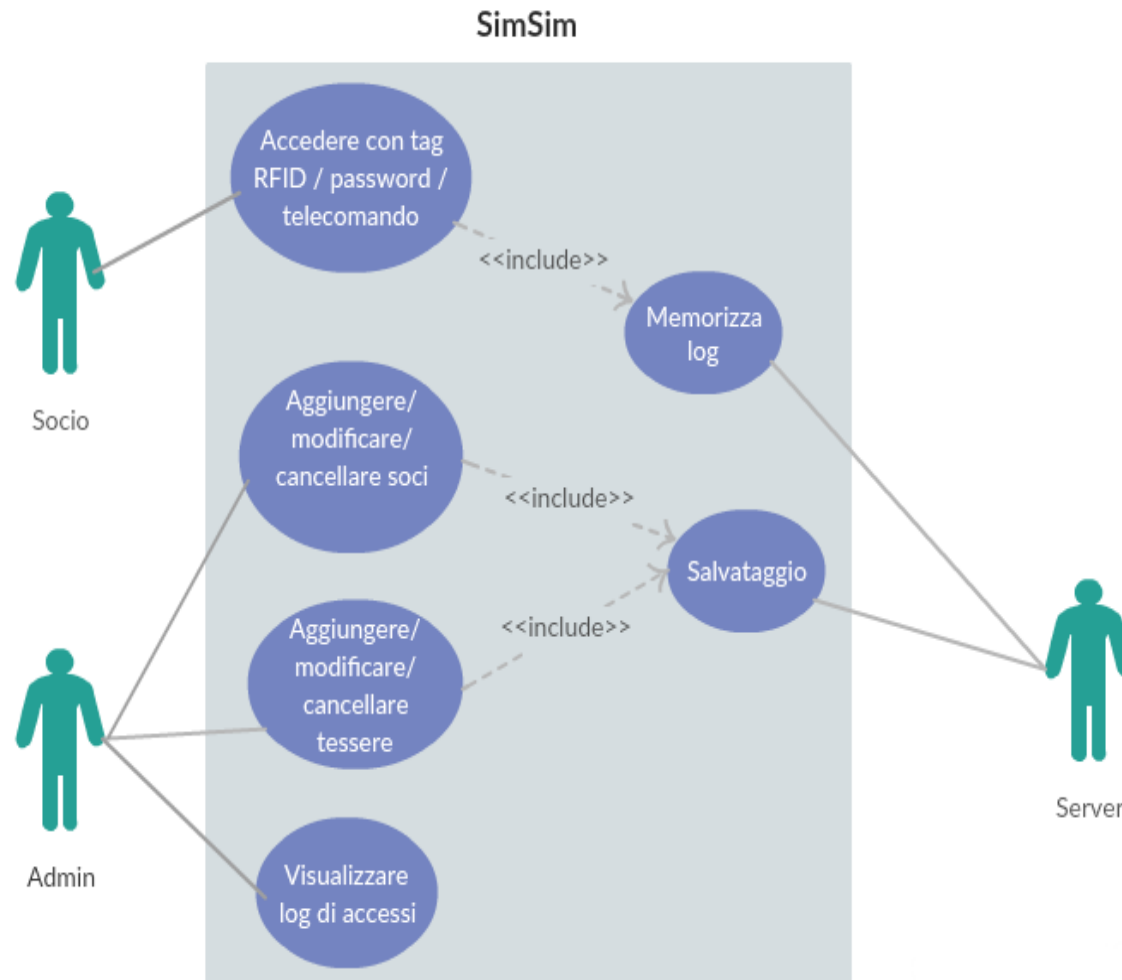 SimSim
Accedere con tag
RFID / password /
telecomando
<<include>>
Memorizza
log
Socio
Aggiungere/
modificare/
cancellare soci
<<include>>
Salvataggio
<<include>>
Aggiungere/
modificare/
cancellare
tessere
Server
Admin
Visualizzare
log di accessi